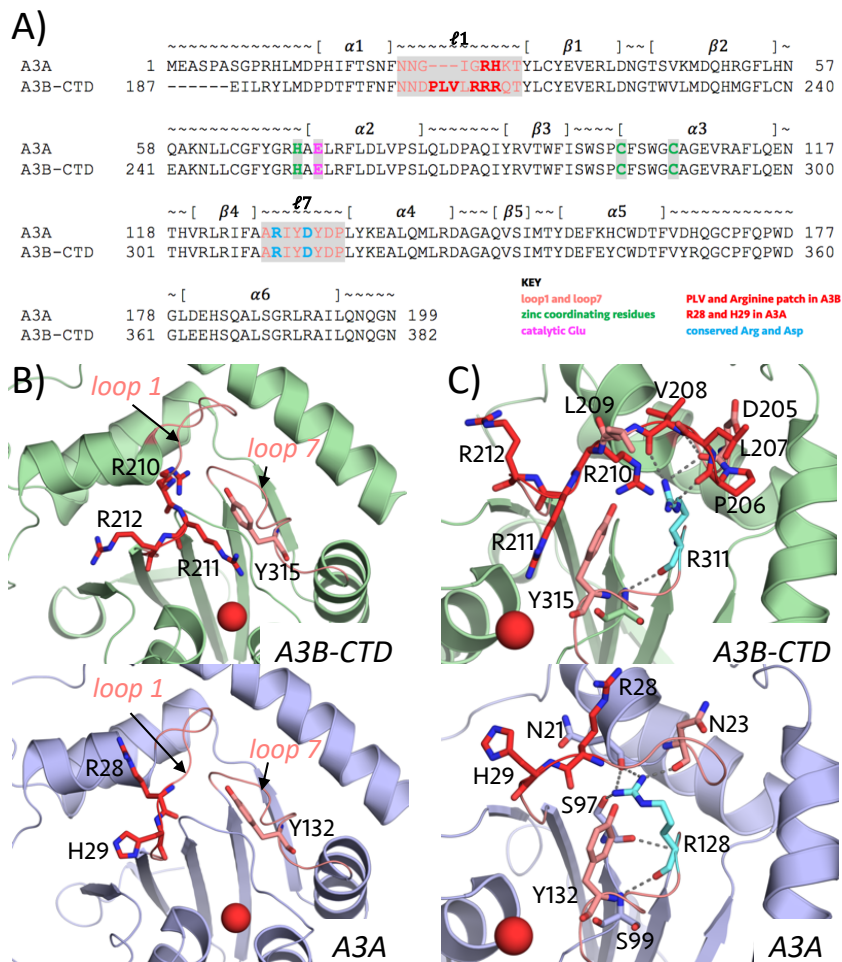 A)
ℓ1
~~~~~~~~~~~~~~[ α1 ]~~~~~~~~~~~~[ β1 ]~~[ β2 ]~
A3A 1 MEASPASGPRHLMDPHIFTSNFNNG---IGRHKTYLCYEVERLDNGTSVKMDQHRGFLHN 57
A3B-CTD 187 ------EILRYLMDPDTFTFNFNNDPLVLRRRQTYLCYEVERLDNGTWVLMDQHMGFLCN 240
~~~~~~~~~~~~~~[ α2 ]~~~~~~~[ β3 ]~~~~[ α3 ]
A3A 58 QAKNLLCGFYGRHAELRFLDLVPSLQLDPAQIYRVTWFISWSPCFSWGCAGEVRAFLQEN 117
A3B-CTD 241 EAKNLLCGFYGRHAELRFLDLVPSLQLDPAQIYRVTWFISWSPCFSWGCAGEVRAFLQEN 300
ℓ7
~~[ β4 ]~~~~~~~[ α4 ]~~~[β5]~~[ α5 ]~~~~~~~~~~
A3A 118 THVRLRIFAARIYDYDPLYKEALQMLRDAGAQVSIMTYDEFKHCWDTFVDHQGCPFQPWD 177
A3B-CTD 301 THVRLRIFAARIYDYDPLYKEALQMLRDAGAQVSIMTYDEFEYCWDTFVYRQGCPFQPWD 360
~[ α6 ]~~~~~
A3A 178 GLDEHSQALSGRLRAILQNQGN 199
A3B-CTD 361 GLEEHSQALSGRLRAILQNQGN 382
KEY
loop1 and loop7
zinc coordinating residues
catalytic Glu
PLV and Arginine patch in A3B
R28 and H29 in A3A
conserved Arg and Asp
B)
loop 1
loop 7
R210
R212
R211
Y315
A3B-CTD
loop 1
loop 7
R28
H29
Y132
A3A
C)
V208
L209
D205
R212
L207
R210
P206
R211
R311
Y315
A3B-CTD
R28
N21
N23
H29
S97
R128
Y132
S99
A3A